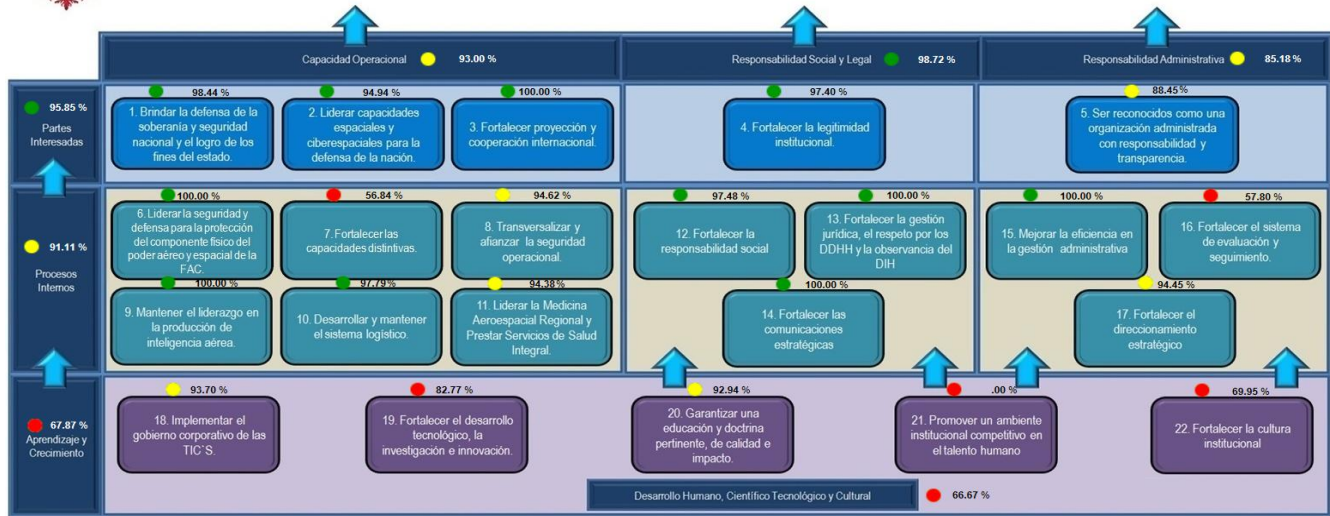 Capacidad Operacional 93.00 %
Responsabilidad Social y Legal 98.72 %
Responsabilidad Administrativa 85.18 %
95.85 %
Partes
Interesadas
98.44 %
1. Brindar la defensa de la
soberanía y seguridad
nacional y el logro de los
fines del estado.
94.94 %
2. Liderar capacidades
espaciales y
ciberespaciales para la
defensa de la nación.
100.00 %
3. Fortalecer proyección y
cooperación internacional.
97.40 %
4. Fortalecer la legitimidad
institucional.
88.45%
5. Ser reconocidos como una
organización administrada
con responsabilidad y
transparencia.
91.11 %
Procesos
Internos
100.00 %
6. Liderar la seguridad y
defensa para la protección
del componente físico del
poder aéreo y espacial de la
FAC.
56.84 %
7. Fortalecer las
capacidades distintivas.
94.62 %
8. Transversalizar y
afianzar la seguridad
operacional.
97.48 %
12. Fortalecer la
responsabilidad social
100.00 %
13. Fortalecer la gestión
jurídica, el respeto por los
DDHH y la observancia del
DIH
100.00 %
15. Mejorar la eficiencia en
la gestión administrativa
57.80 %
16. Fortalecer el sistema
de evaluación y
seguimiento.
100.00 %
9. Mantener el liderazgo en
la producción de
inteligencia aérea.
97.79%
10. Desarrollar y mantener
el sistema logístico.
94.38%
11. Liderar la Medicina
Aeroespacial Regional y
Prestar Servicios de Salud
Integral.
100.00 %
14. Fortalecer las
comunicaciones
estratégicas
94.45 %
17. Fortalecer el
direccionamiento
estratégico
67.87 %
Aprendizaje y
Crecimiento
93.70 %
18. Implementar el
gobierno corporativo de las
TIC`S.
82.77 %
19. Fortalecer el desarrollo
tecnológico, la
investigación e innovación.
92.94 %
20. Garantizar una
educación y doctrina
pertinente, de calidad e
impacto.
.00 %
21. Promover un ambiente
institucional competitivo en
el talento humano
69.95 %
22. Fortalecer la cultura
institucional
Desarrollo Humano, Científico Tecnológico y Cultural 66.67 %